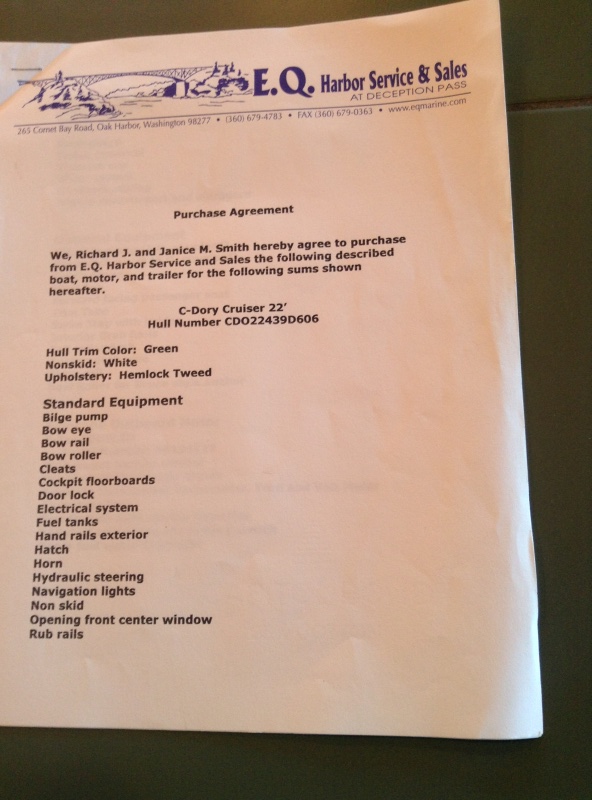 E.Q. Harbor Service & Sales
AT DECEPTION PASS
265 Cornet Bay Road, Oak Harbor, Washington 98277 • (360) 679-4783 • FAX (360) 679-0363 • www.eqmarine.com
Purchase Agreement
We, Richard J. and Janice M. Smith hereby agree to purchase
from E.Q. Harbor Service and Sales the following described
boat, motor, and trailer for the following sums shown
hereafter.
C-Dory Cruiser 22'
Hull Number CDO22439D606
Hull Trim Color: Green
Nonskid: White
Upholstery: Hemlock Tweed
Standard Equipment
Bilge pump
Bow eye
Bow rail
Bow roller
Cleats
Cockpit floorboards
Door lock
Electrical system
Fuel tanks
Hand rails exterior
Hatch
Horn
Hydraulic steering
Navigation lights
Non skid
Opening front center window
Rub rails